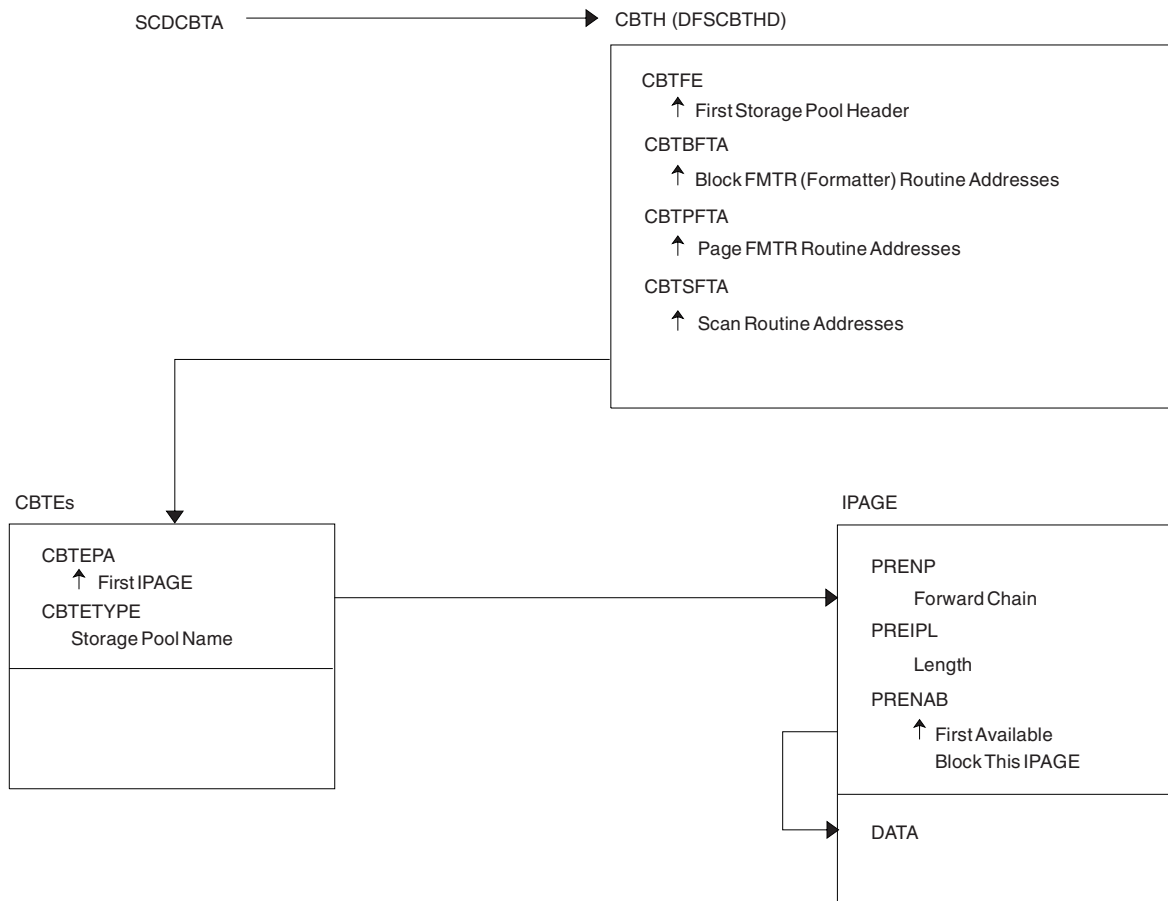 SCDCBTA
CBTH (DFSCBTHD)
CBTFE
↑ First Storage Pool Header
CBTBFTA
↑ Block FMTR (Formatter) Routine Addresses
CBTPFTA
↑ Page FMTR Routine Addresses
CBTSFTA
↑ Scan Routine Addresses
CBTEs
CBTEPA
↑ First IPAGE
CBTETYPE
Storage Pool Name
IPAGE
PRENP
Forward Chain
PREIPL
Length
PRENAB
↑ First Available
Block This IPAGE
DATA